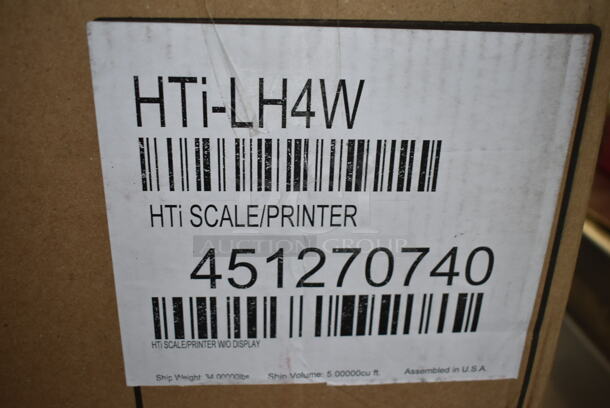 HTi-LH4W
HTi SCALE/PRINTER
AUCTION GROUP
451270740
HTi SCALE/PRINTER W/O DISPLAY
Ship Weight: 34.00000lbs Ship Volume: 5.00000cu ft. Assembled in U.S.A.